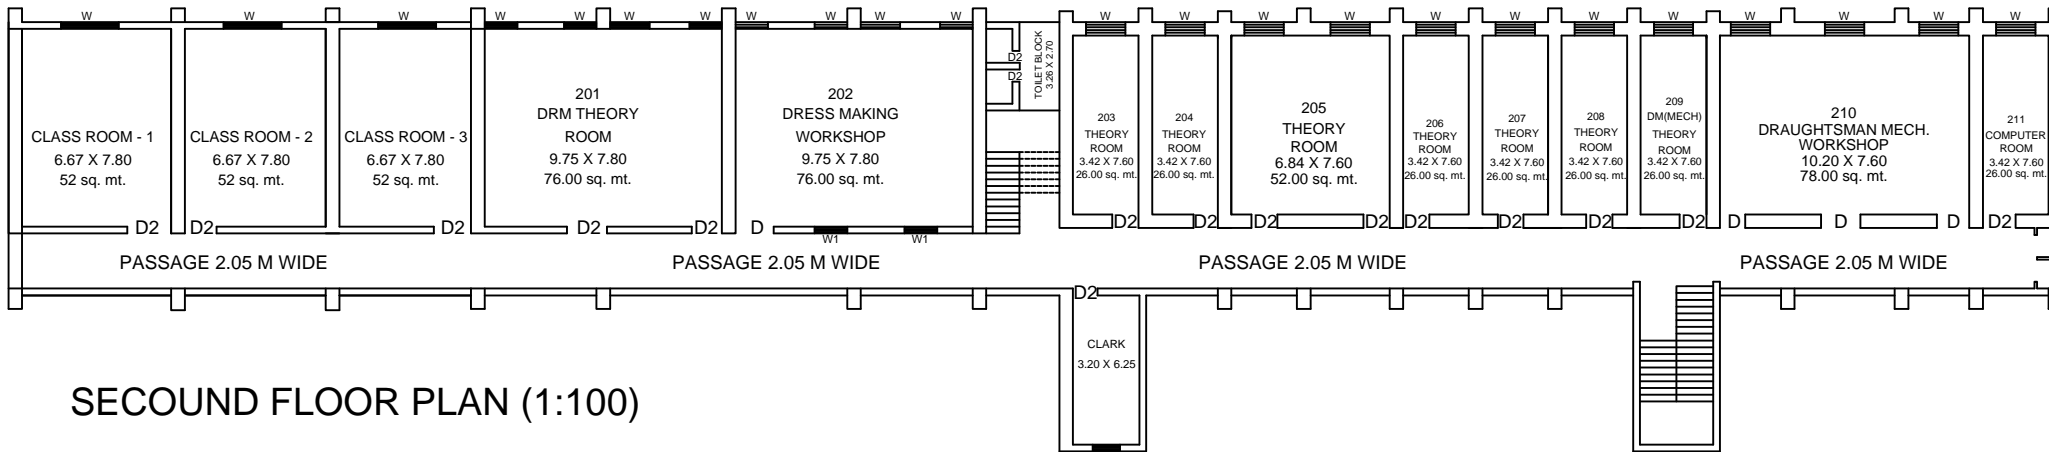 W W W W W W W W W W W W W W W W W W W W W W W
CLASS ROOM - 1
6.67 X 7.80
52 sq. mt.
CLASS ROOM - 2
6.67 X 7.80
52 sq. mt.
CLASS ROOM - 3
6.67 X 7.80
52 sq. mt.
201
DRM THEORY
ROOM
9.75 X 7.80
76.00 sq. mt.
202
DRESS MAKING
WORKSHOP
9.75 X 7.80
76.00 sq. mt.
D2
D2
TOILET BLOCK
3.26 X 2.70
203
THEORY
ROOM
3.42 X 7.60
26.00 sq. mt.
204
THEORY
ROOM
3.42 X 7.60
26.00 sq. mt.
205
THEORY
ROOM
6.84 X 7.60
52.00 sq. mt.
206
THEORY
ROOM
3.42 X 7.60
26.00 sq. mt.
207
THEORY
ROOM
3.42 X 7.60
26.00 sq. mt.
208
THEORY
ROOM
3.42 X 7.60
26.00 sq. mt.
209
DM(MECH)
THEORY
ROOM
3.42 X 7.60
26.00 sq. mt.
210
DRAUGHTSMAN MECH.
WORKSHOP
10.20 X 7.60
78.00 sq. mt.
211
COMPUTER
ROOM
3.42 X 7.60
26.00 sq. mt.
D2 D2 D2 D2 D2 D D2 D2 D2 D2 D2 D2 D2 D2 D D D D2
W1 W1
PASSAGE 2.05 M WIDE PASSAGE 2.05 M WIDE PASSAGE 2.05 M WIDE PASSAGE 2.05 M WIDE
D2
CLARK
3.20 X 6.25
SECOUND FLOOR PLAN (1:100)